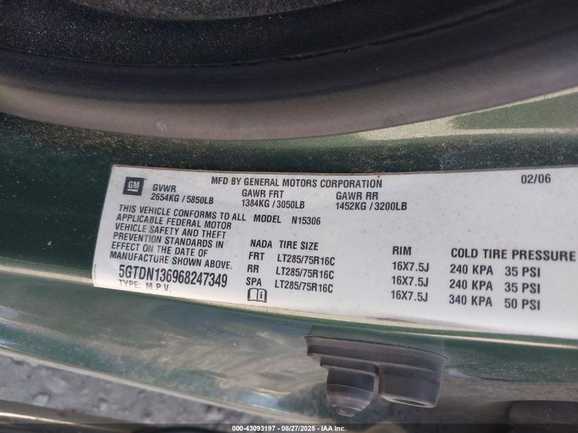 MFD BY GENERAL MOTORS CORPORATION 02/06
GM GVWR GAWR FRT GAWR RR
2654KG / 5850LB 1384KG / 3050LB 1452KG / 3200LB
THIS VEHICLE CONFORMS TO ALL
APPLICABLE FEDERAL MOTOR
VEHICLE SAFETY AND THEFT
PREVENTION STANDARDS IN
EFFECT ON THE DATE OF
MANUFACTURE SHOWN ABOVE.
5GTDN136968247349
TYPE: M.P.V.
MODEL N15306
NADA TIRE SIZE RIM COLD TIRE PRESSURE
FRT LT285/75R16C 16X7.5J 240 KPA 35 PSI
RR LT285/75R16C 16X7.5J 240 KPA 35 PSI
SPA LT285/75R16C 16X7.5J 340 KPA 50 PSI
#43093197 - 08/27/2025 - IAA Inc.